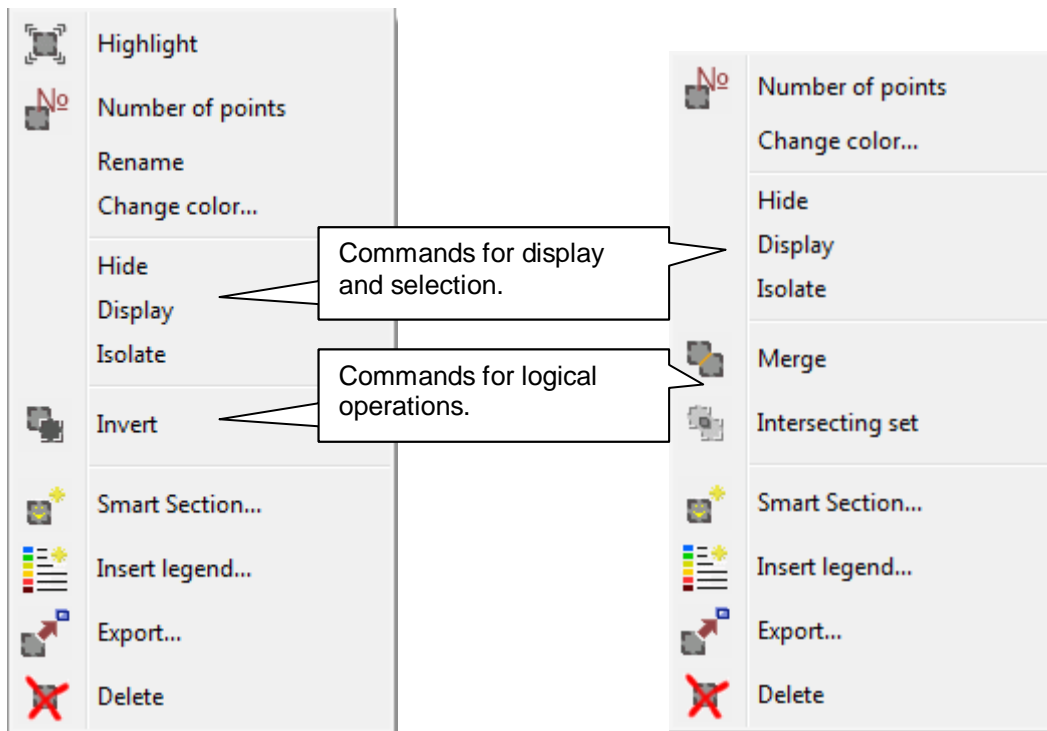 Highlight
Nº
Number of points
Rename
Change color...
Hide
Display
Isolate
Invert
Smart Section...
Insert legend...
Export...
Delete
Commands for display
and selection.
Commands for logical
operations.
Nº
Number of points
Change color...
Hide
Display
Isolate
Merge
Intersecting set
Smart Section...
Insert legend...
Export...
Delete